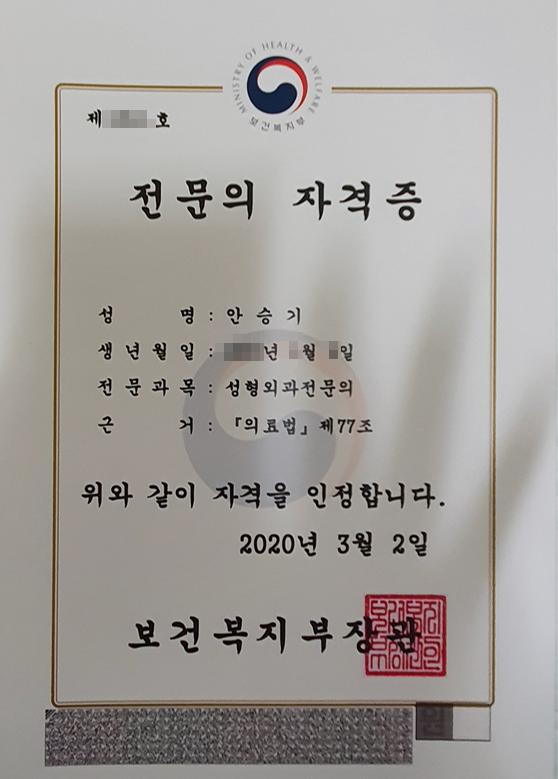 MINISTRY OF HEALTH & WELFARE
보건복지부
제 호
전문의 자격증
성 명 : 안승기
생년월일 : 년 월 일
전문과목 : 성형외과전문의
근 거 : 「의료법」 제77조
위와 같이 자격을 인정합니다.
2020년 3월 2일
보건복지부장관